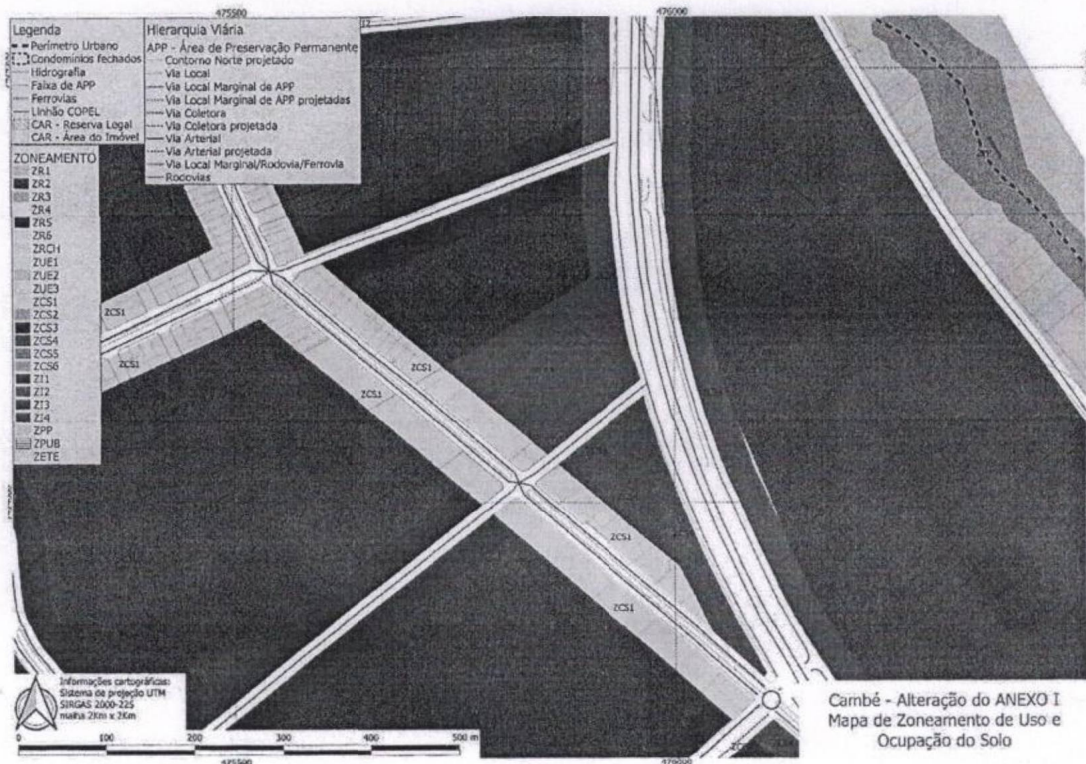 475500
476000
Legenda
Perímetro Urbano
Condomínios fechados
Hidrografia
Faixa de APP
Ferrovias
Linhão COPEL
CAR - Reserva Legal
CAR - Área do Imóvel
Hierarquia Viária
APP - Área de Preservação Permanente
Contorno Norte projetado
Via Local
Via Local Marginal de APP
Via Local Marginal de APP projetadas
Via Coletora
Via Coletora projetada
Via Arterial
Via Arterial projetada
Via Local Marginal/Rodovia/Ferrovia
Rodovias
ZONEAMENTO
ZR1
ZR2
ZR3
ZR4
ZR5
ZR6
ZRCH
ZUE1
ZUE2
ZUE3
ZCS1
ZCS2
ZCS3
ZCS4
ZCS5
ZCS6
ZI1
ZI2
ZI3
ZI4
ZPP
ZPUB
ZETE
ZCS1
ZCS1
ZCS1
ZCS1
ZCS1
ZCS1
Informações cartográficas:
Sistema de projeção UTM
SIRGAS 2000-22S
malha 2Km x 2Km
0 100 200 300 400 500 m
475500
476000
Cambé - Alteração do ANEXO I
Mapa de Zoneamento de Uso e
Ocupação do Solo